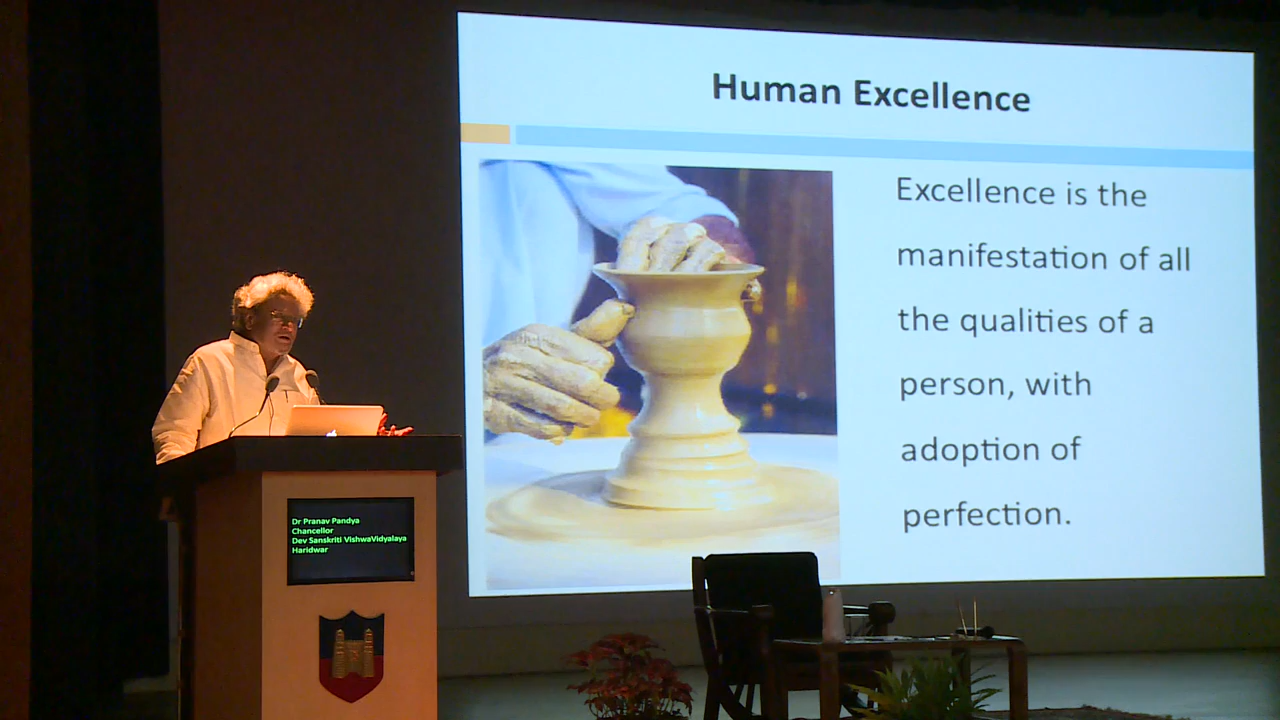 Human Excellence
Excellence is the
manifestation of all
the qualities of a
person, with
adoption of
perfection.
Dr Pranav Pandya
Chancellor
Dev Sanskriti VishwaVidyalaya
Haridwar